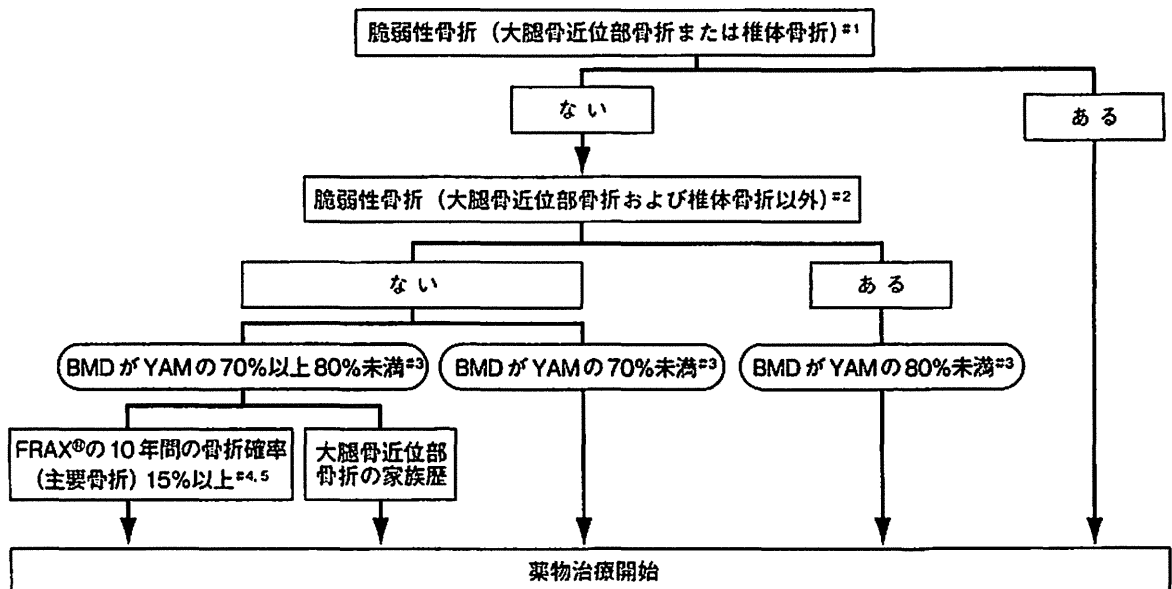 脆弱性骨折（大腿骨近位部骨折または椎体骨折）#1
ない
ある
脆弱性骨折（大腿骨近位部骨折および椎体骨折以外）#2
ない
ある
BMDがYAMの70%以上80%未満#3
BMDがYAMの70%未満#3
BMDがYAMの80%未満#3
FRAX®の10年間の骨折確率
（主要骨折）15%以上#4, 5
大腿骨近位部
骨折の家族歴
薬物治療開始